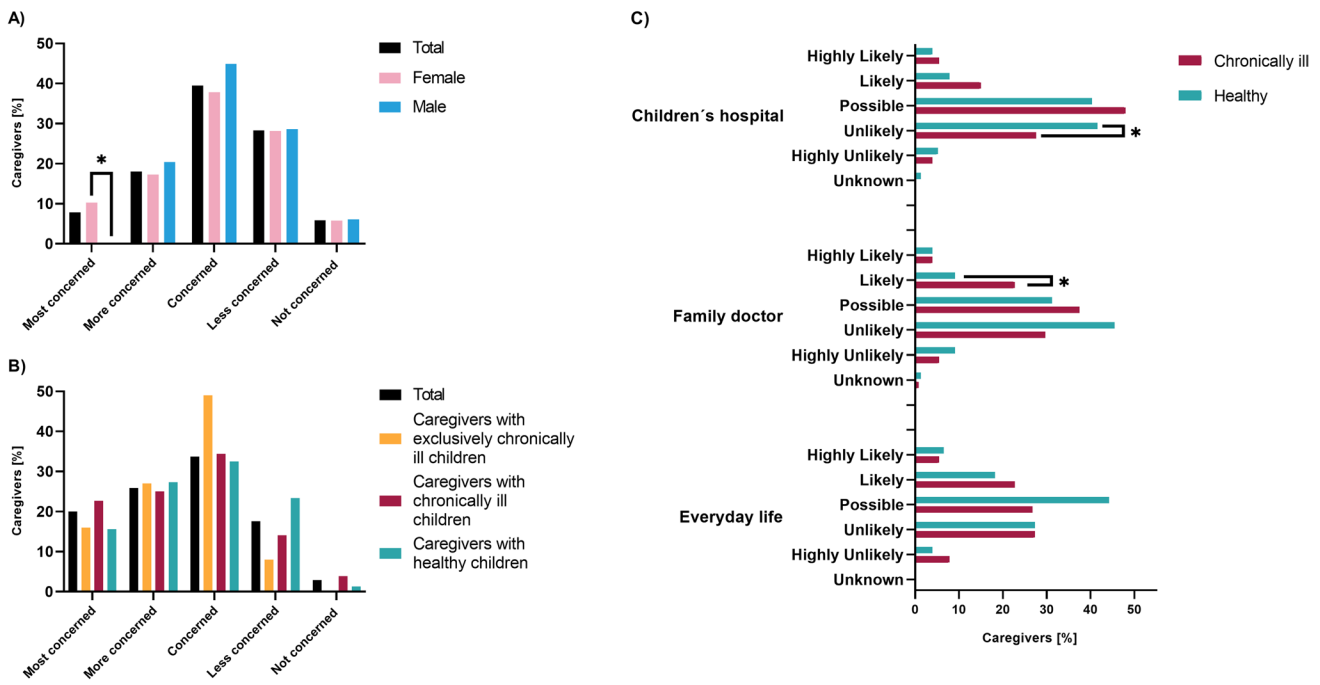 A)
Caregivers [%]
50
40
30
20
10
0
*
Most concerned
More concerned
Concerned
Less concerned
Not concerned
Total
Female
Male
B)
Caregivers [%]
50
40
30
20
10
0
Most concerned
More concerned
Concerned
Less concerned
Not concerned
Total
Caregivers with
exclusively chronically
ill children
Caregivers with
chronically ill
children
Caregivers with
healthy children
C)
Children´s hospital
Highly Likely
Likely
Possible
Unlikely
Highly Unlikely
Unknown
*
Family doctor
Highly Likely
Likely
Possible
Unlikely
Highly Unlikely
Unknown
*
Everyday life
Highly Likely
Likely
Possible
Unlikely
Highly Unlikely
Unknown
0 10 20 30 40 50
Caregivers [%]
Chronically ill
Healthy